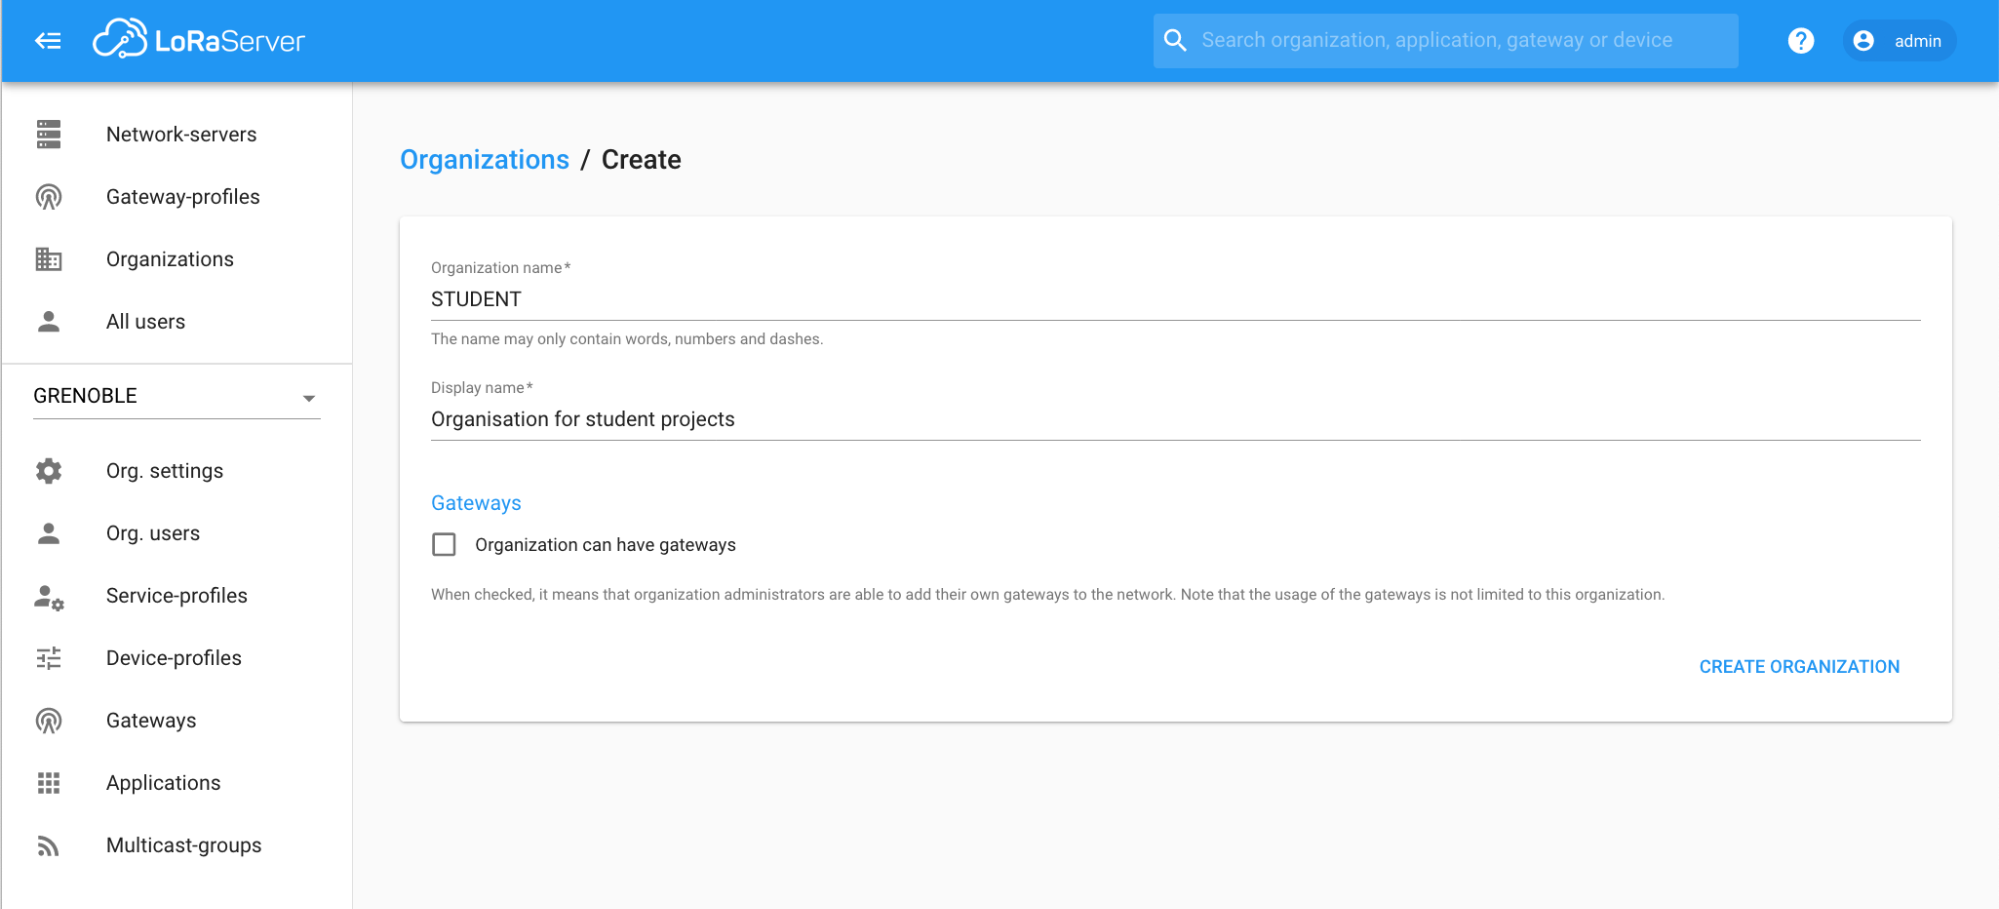 LoRaServer
Search organization, application, gateway or device
? admin
Network-servers
Gateway-profiles
Organizations
All users
GRENOBLE
Org. settings
Org. users
Service-profiles
Device-profiles
Gateways
Applications
Multicast-groups
Organizations / Create
Organization name *
STUDENT
The name may only contain words, numbers and dashes.
Display name *
Organisation for student projects
Gateways
Organization can have gateways
When checked, it means that organization administrators are able to add their own gateways to the network. Note that the usage of the gateways is not limited to this organization.
CREATE ORGANIZATION